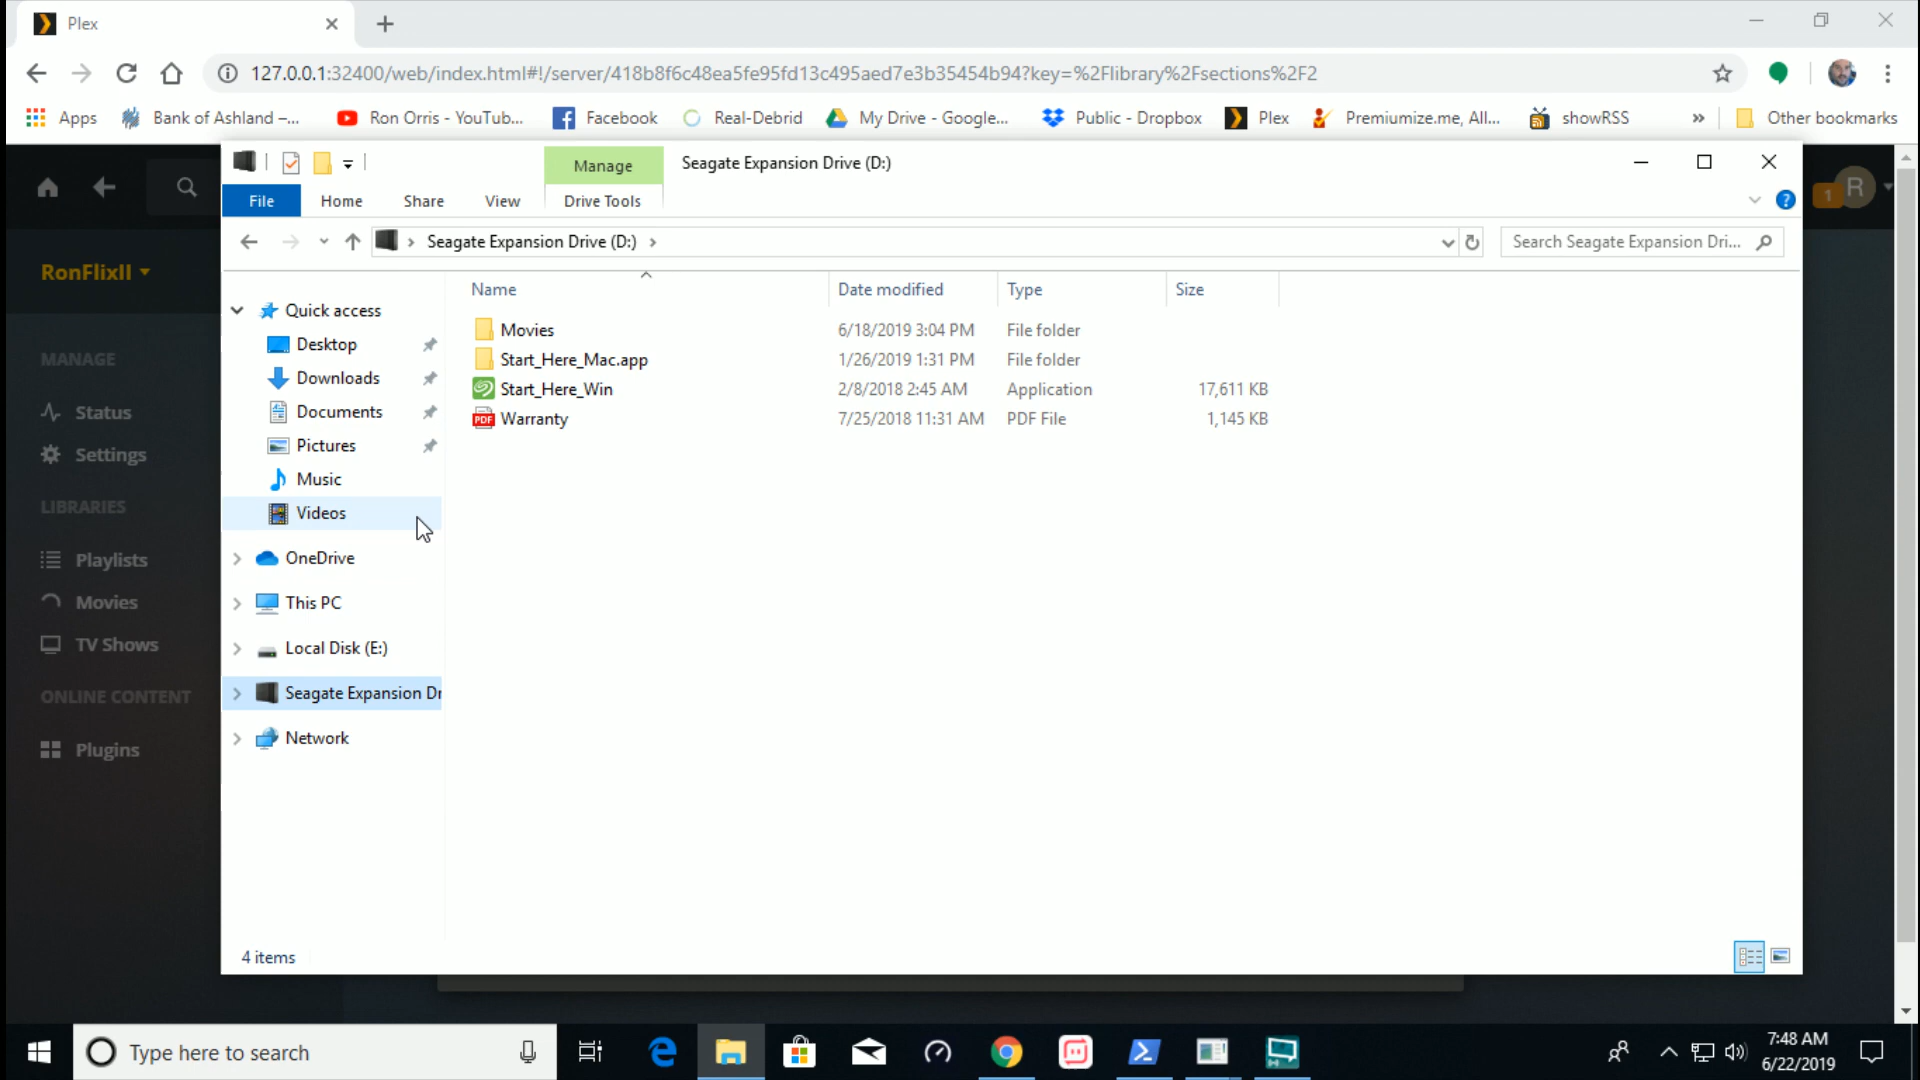 Plex
127.0.0.1:32400/web/index.html#!/server/418b8f6c48ea5fe95fd13c495aed7e3b35454b94?key=%2Flibrary%2Fsections%2F2
Apps Bank of Ashland –... Ron Orris - YouTub... Facebook Real-Debrid My Drive - Google... Public - Dropbox Plex Premiumize.me, All... showRSS » Other bookmarks
Manage Seagate Expansion Drive (D:)
File Home Share View Drive Tools
1 R
Seagate Expansion Drive (D:) Search Seagate Expansion Dri...
RonFlixII
MANAGE
Status
Settings
LIBRARIES
Playlists
Movies
TV Shows
ONLINE CONTENT
Plugins
Quick access
Desktop
Downloads
Documents
Pictures
Music
Videos
OneDrive
This PC
Local Disk (E:)
Seagate Expansion Dr
Network
Name Date modified Type Size
Movies 6/18/2019 3:04 PM File folder
Start_Here_Mac.app 1/26/2019 1:31 PM File folder
Start_Here_Win 2/8/2018 2:45 AM Application 17,611 KB
PDF Warranty 7/25/2018 11:31 AM PDF File 1,145 KB
4 items
Type here to search
7:48 AM
6/22/2019